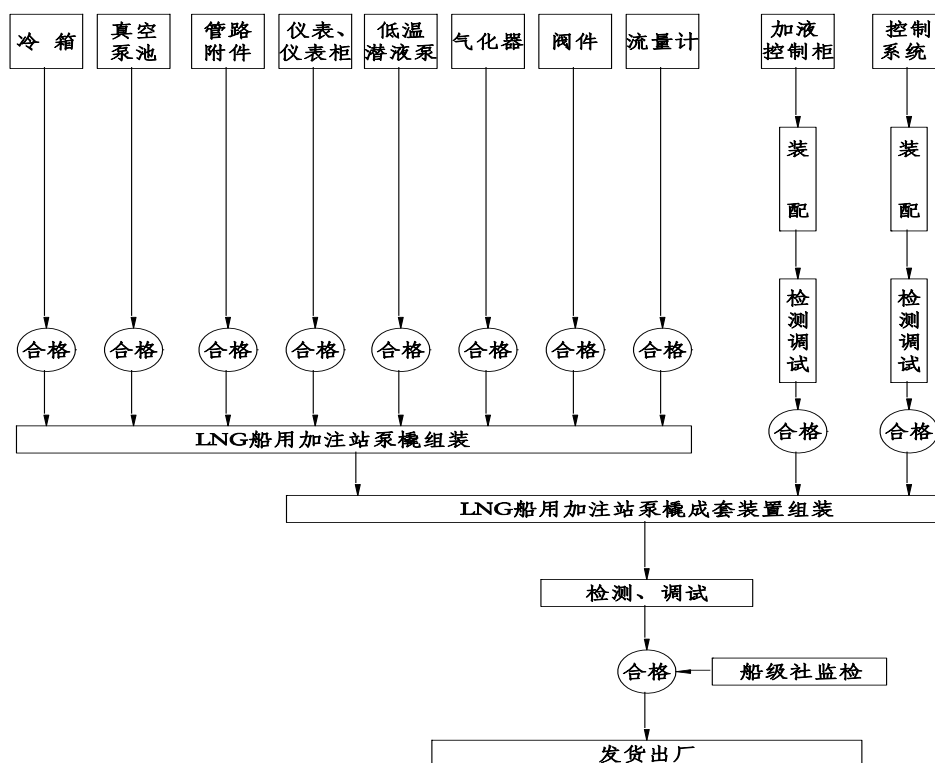 冷箱
真空
泵池
管路
附件
仪表、
仪表柜
低温
潜液泵
气化器
阀件
流量计
加液
控制柜
控制
系统
装
配
装
配
检
测
调
试
检
测
调
试
合格
合格
合格
合格
合格
合格
合格
合格
合格
合格
LNG船用加注站泵橇组装
LNG船用加注站泵橇成套装置组装
检测、调试
合格
船级社监检
发货出厂